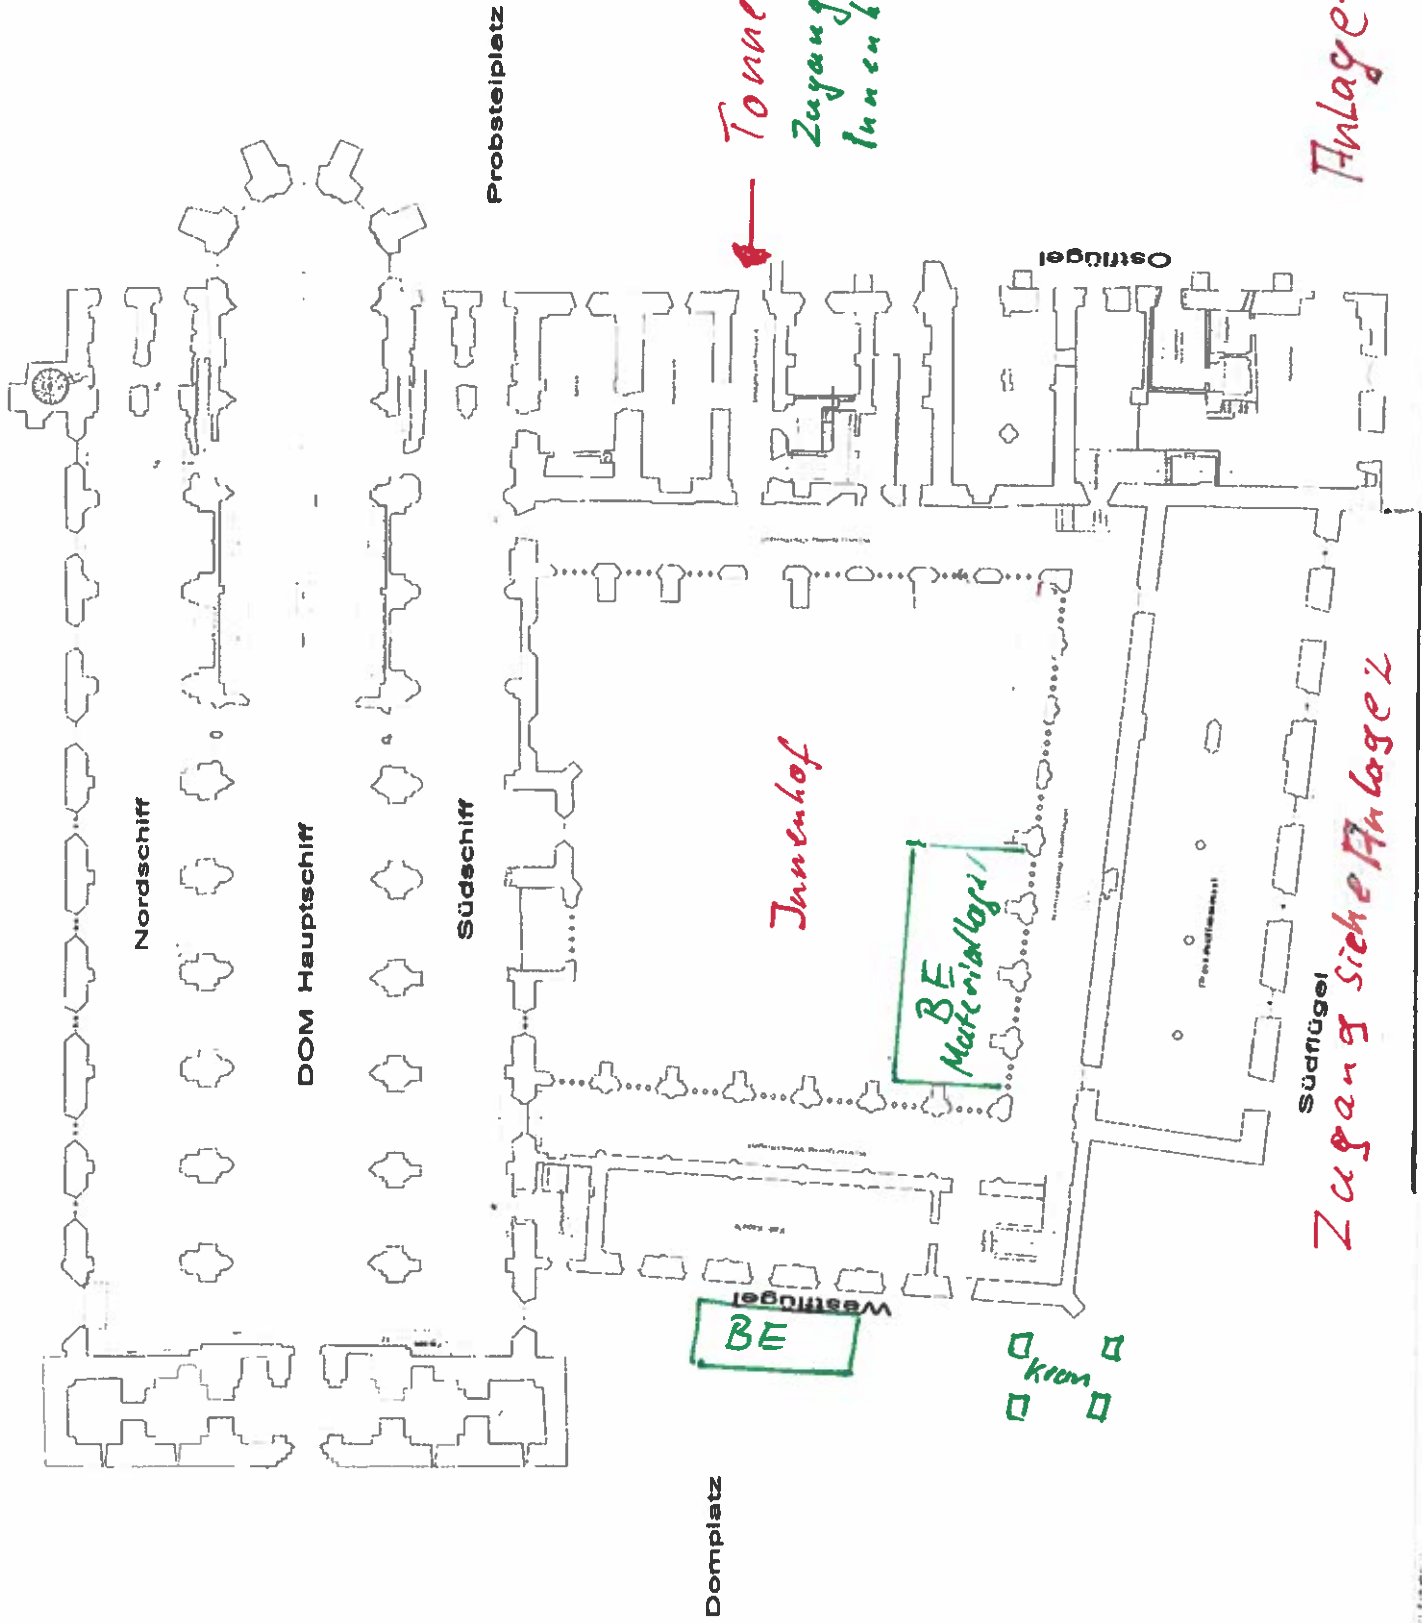 Probsteiplatz
Tonne
Zugang
Innenh
Anlage
Ostflügel
Nordschiff
DOM Hauptschiff
Südschiff
Innenhof
BE
Materiallager
Südflügel
Zugang siehe Anlage 2
Westflügel
BE
Kran
Domplatz